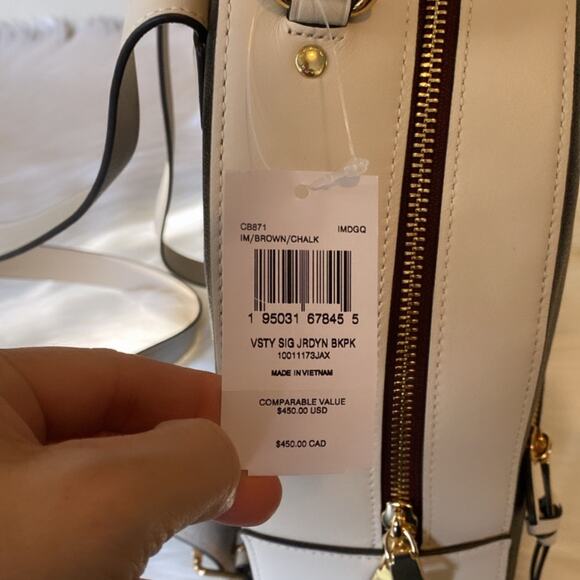 CB871 IMDGQ
IM/BROWN/CHALK
1 95031 67845 5
VSTY SIG JRDYN BKPK
10011173JAX
MADE IN VIETNAM
COMPARABLE VALUE
$450.00 USD
$450.00 CAD